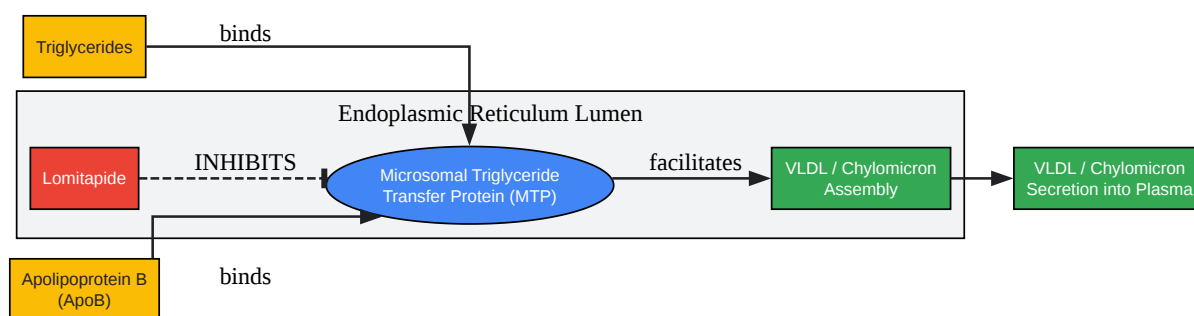 Triglycerides
binds
Endoplasmic Reticulum Lumen
Lomitapide
INHIBITS
Microsomal Triglyceride
Transfer Protein (MTP)
facilitates
VLDL / Chylomicron
Assembly
VLDL / Chylomicron
Secretion into Plasma
Apolipoprotein B
(ApoB)
binds